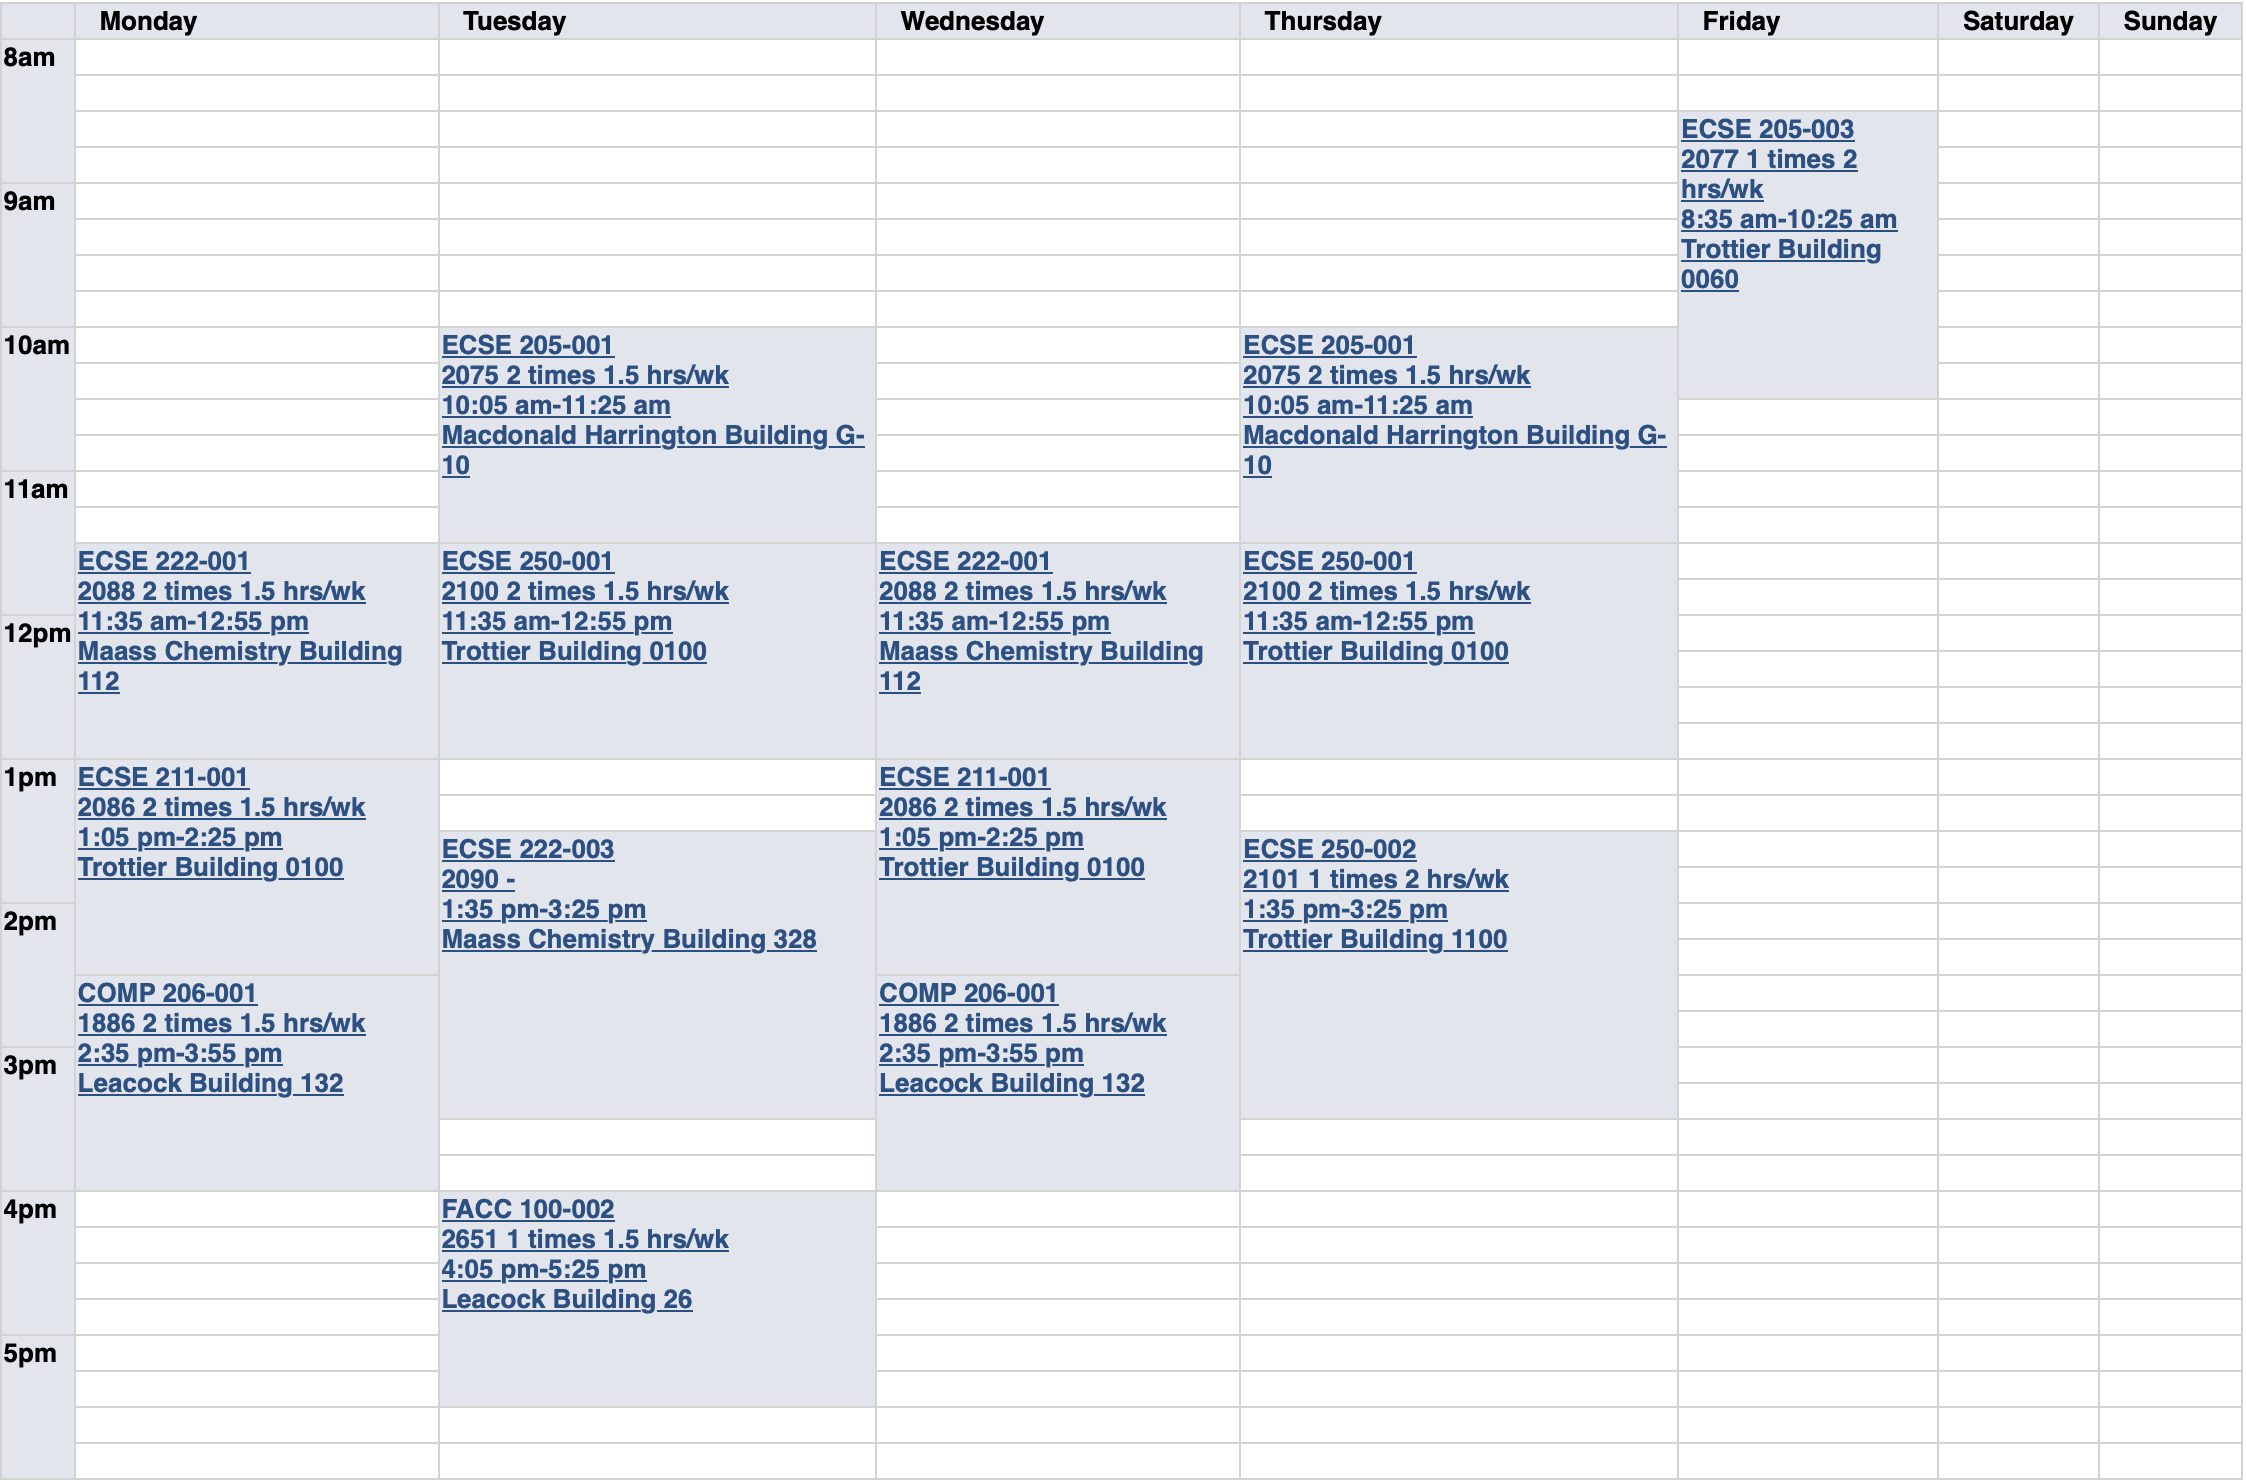 Monday Tuesday Wednesday Thursday Friday Saturday Sunday
8am
9am
10am
11am
12pm
1pm
2pm
3pm
4pm
5pm
ECSE 222-001
2088 2 times 1.5 hrs/wk
11:35 am-12:55 pm
Maass Chemistry Building
112
ECSE 211-001
2086 2 times 1.5 hrs/wk
1:05 pm-2:25 pm
Trottier Building 0100
COMP 206-001
1886 2 times 1.5 hrs/wk
2:35 pm-3:55 pm
Leacock Building 132
ECSE 205-001
2075 2 times 1.5 hrs/wk
10:05 am-11:25 am
Macdonald Harrington Building G-
10
ECSE 250-001
2100 2 times 1.5 hrs/wk
11:35 am-12:55 pm
Trottier Building 0100
ECSE 222-003
2090 -
1:35 pm-3:25 pm
Maass Chemistry Building 328
FACC 100-002
2651 1 times 1.5 hrs/wk
4:05 pm-5:25 pm
Leacock Building 26
ECSE 222-001
2088 2 times 1.5 hrs/wk
11:35 am-12:55 pm
Maass Chemistry Building
112
ECSE 211-001
2086 2 times 1.5 hrs/wk
1:05 pm-2:25 pm
Trottier Building 0100
COMP 206-001
1886 2 times 1.5 hrs/wk
2:35 pm-3:55 pm
Leacock Building 132
ECSE 205-001
2075 2 times 1.5 hrs/wk
10:05 am-11:25 am
Macdonald Harrington Building G-
10
ECSE 250-001
2100 2 times 1.5 hrs/wk
11:35 am-12:55 pm
Trottier Building 0100
ECSE 250-002
2101 1 times 2 hrs/wk
1:35 pm-3:25 pm
Trottier Building 1100
ECSE 205-003
2077 1 times 2
hrs/wk
8:35 am-10:25 am
Trottier Building
0060